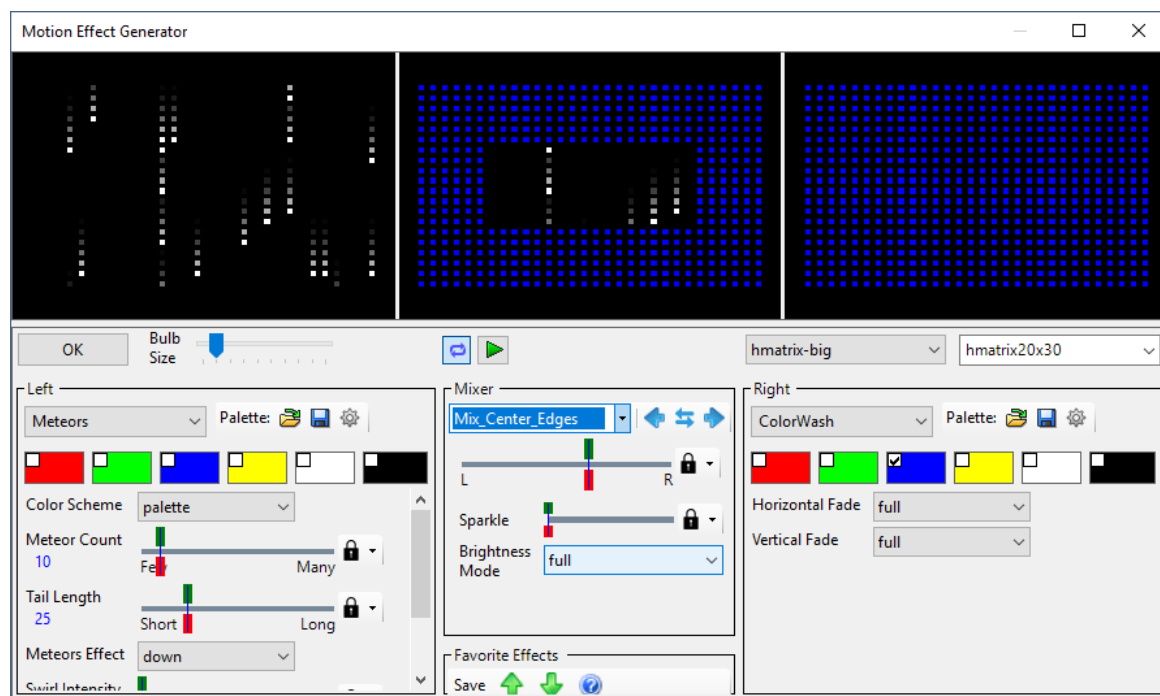 Motion Effect Generator
OK
Bulb
Size
hmatrix-big
hmatrix20x30
Left
Meteors
Palette:
Color Scheme
palette
Meteor Count
10
Few
Many
Tail Length
25
Short
Long
Meteors Effect
down
Swirl Intensity
Mixer
Mix_Center_Edges
L
R
Sparkle
Brightness
Mode
full
Favorite Effects
Save
Right
ColorWash
Palette:
Horizontal Fade
full
Vertical Fade
full